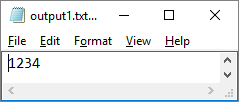 output1.txt...
File Edit Format View Help
1234